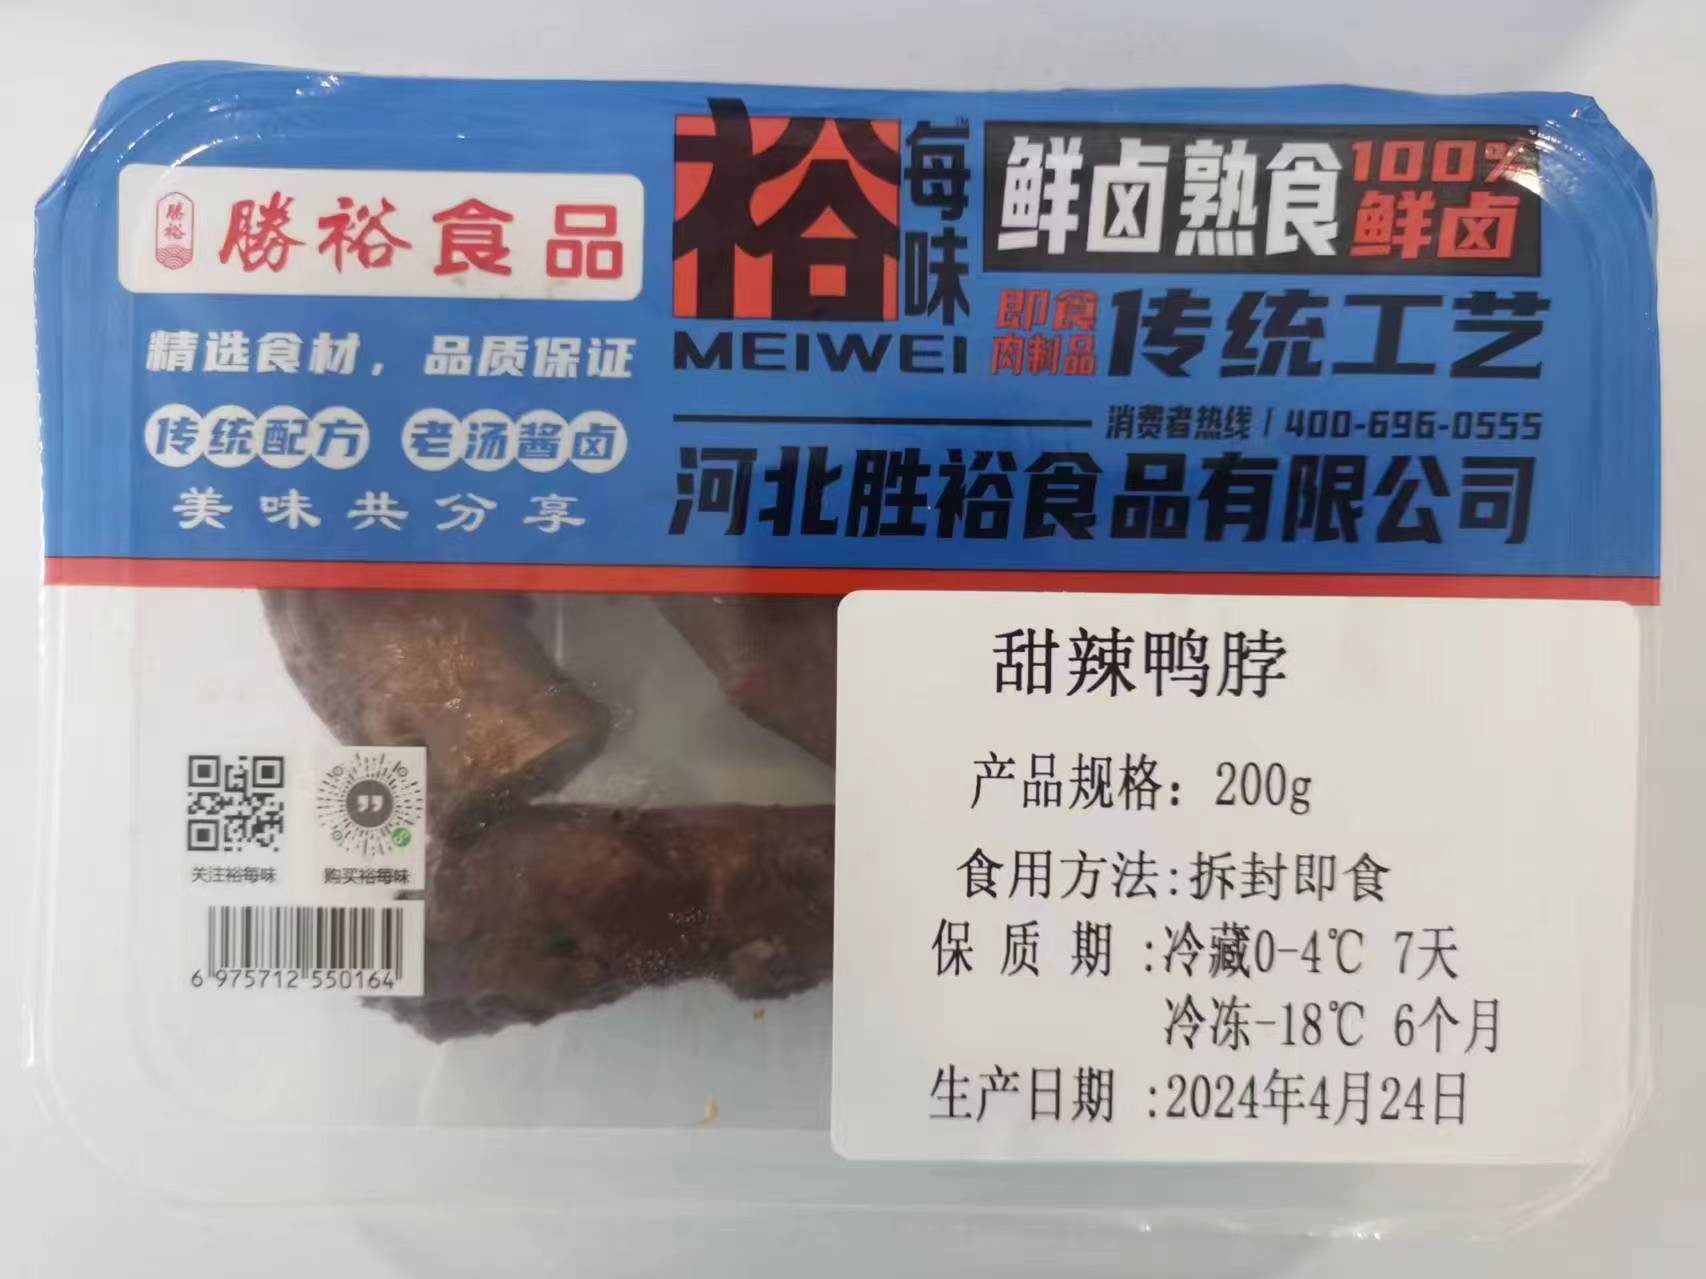 勝裕
勝裕食品
精选食材，品质保证
传统配方 老汤酱卤
美味共分享
裕每味
TM
MEIWEI
鲜卤熟食
100%
鲜卤
即食
肉制品
传统工艺
消费者热线 | 400-696-0555
河北胜裕食品有限公司
关注裕每味
购买裕每味
6 975712 550164
甜辣鸭脖
产品规格：200g
食用方法:拆封即食
保质期:冷藏0-4℃ 7天
冷冻-18℃ 6个月
生产日期:2024年4月24日